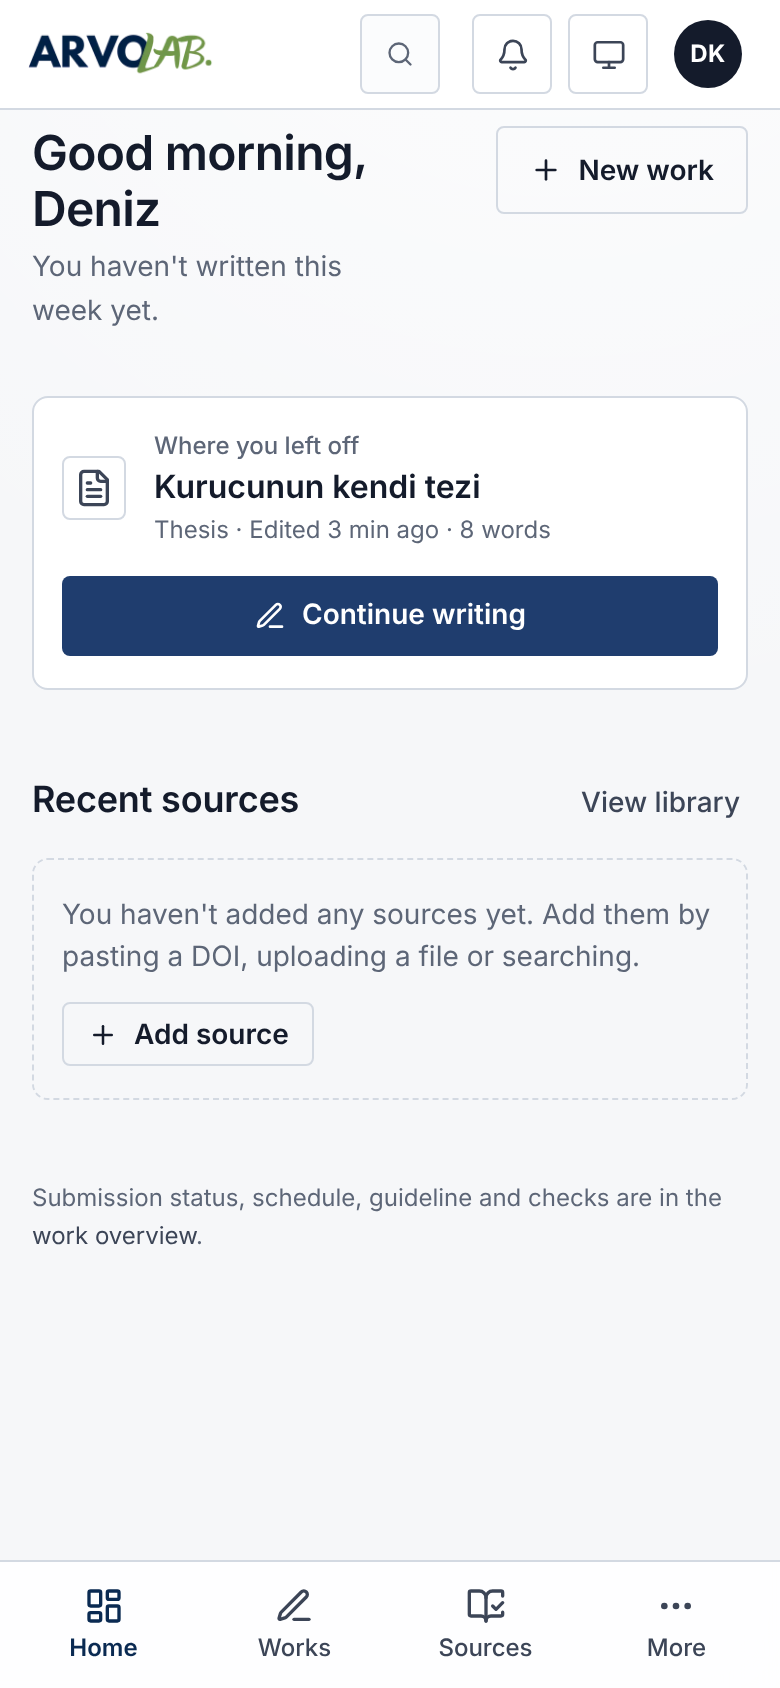 ARVOLAB.
DK
Good morning,
Deniz
New work
You haven't written this
week yet.
Where you left off
Kurucunun kendi tezi
Thesis · Edited 3 min ago · 8 words
Continue writing
Recent sources
View library
You haven't added any sources yet. Add them by
pasting a DOI, uploading a file or searching.
Add source
Submission status, schedule, guideline and checks are in the
work overview.
Home
Works
Sources
More